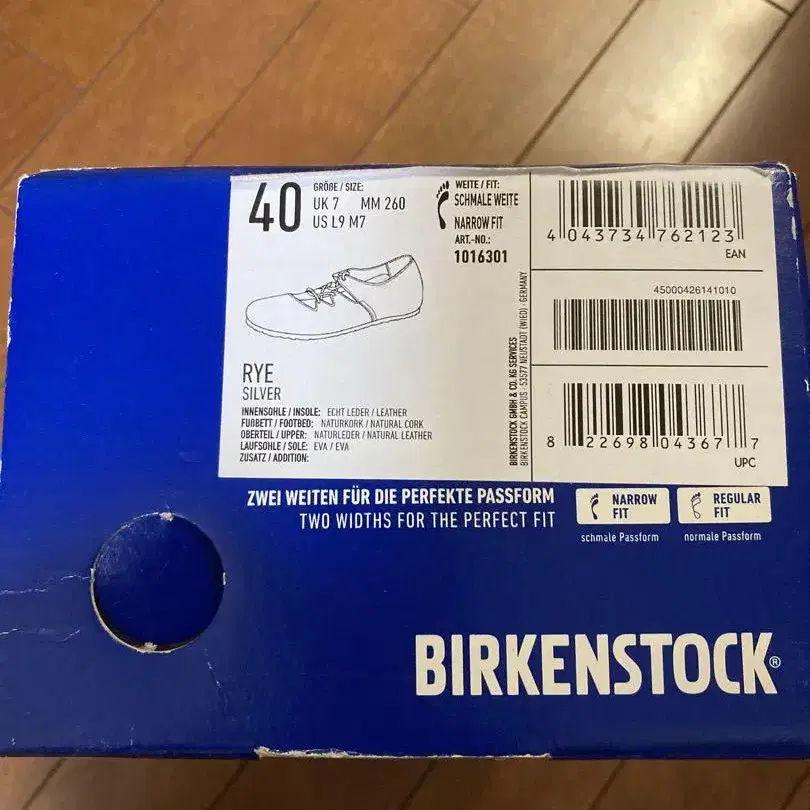 40
GRÖßE / SIZE:
UK 7 MM 260
US L9 M7
WEITE / FIT:
SCHMALE WEITE
NARROW FIT
ART.-NO.:
1016301
RYE
SILVER
INNENSOHLE / INSOLE: ECHT LEDER / LEATHER
FUßBETT / FOOTBED: NATURKORK / NATURAL CORK
OBERTEIL / UPPER: NATURLEDER / NATURAL LEATHER
LAUFSOHLE / SOLE: EVA / EVA
ZUSATZ / ADDITION:
BIRKENSTOCK GMBH & CO. KG SERVICES
BIRKENSTOCK CAMPUS - 53577 NEUSTADT (WIED) - GERMANY
4 043734 762123
EAN
45000426141010
8 22698 04367 7
UPC
ZWEI WEITEN FÜR DIE PERFEKTE PASSFORM
TWO WIDTHS FOR THE PERFECT FIT
NARROW
FIT
schmale Passform
REGULAR
FIT
normale Passform
BIRKENSTOCK®